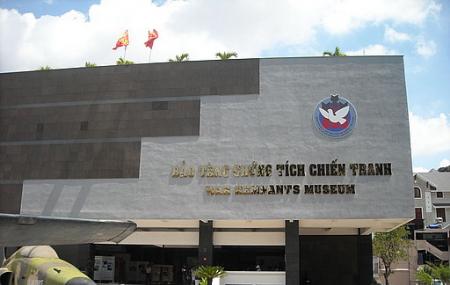 BẢO TÀNG CHỨNG TÍCH CHIẾN TRANH
WAR REMNANTS MUSEUM